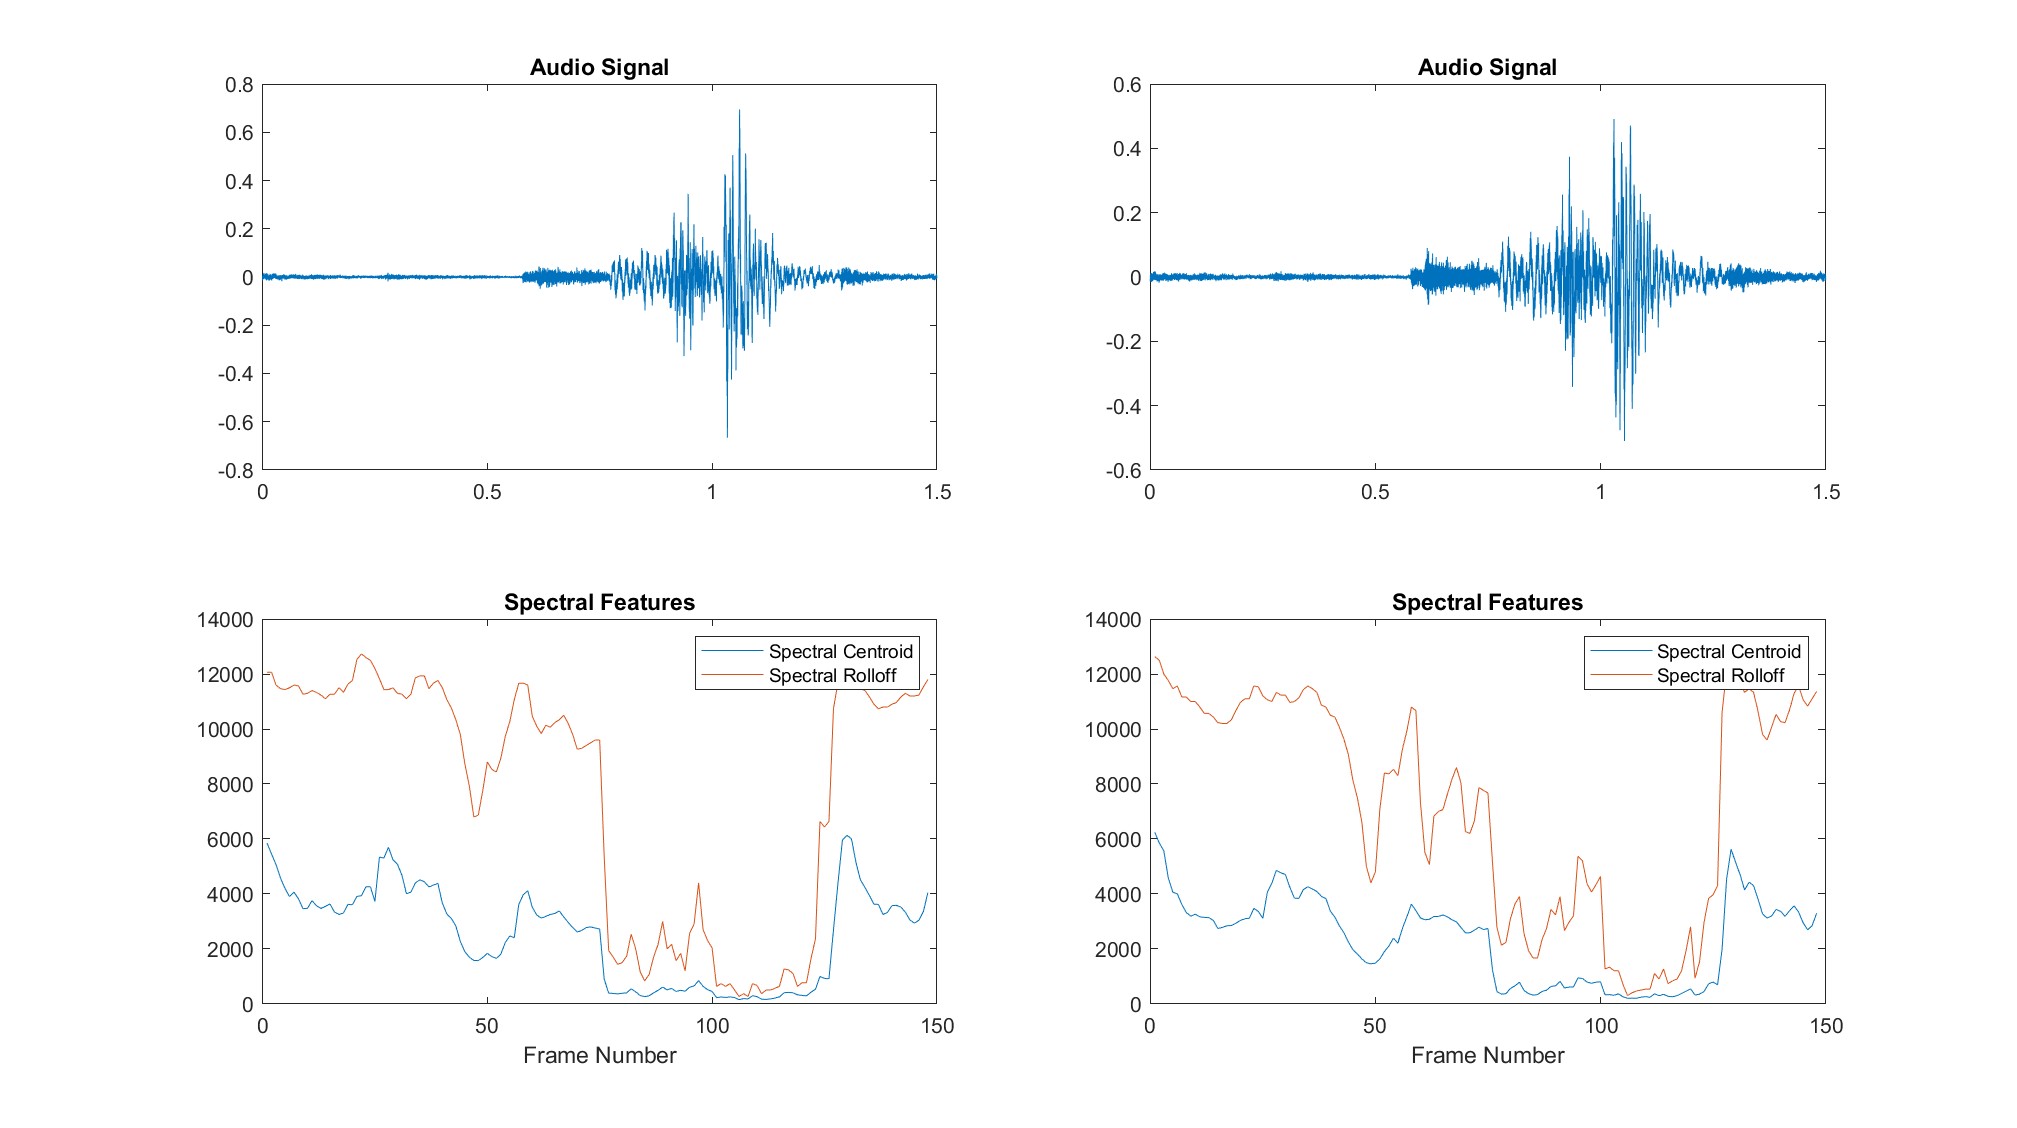 Audio Signal
0.8
0.6
0.4
0.2
0
-0.2
-0.4
-0.6
-0.8
0 0.5 1 1.5
Audio Signal
0.6
0.4
0.2
0
-0.2
-0.4
-0.6
0 0.5 1 1.5
Spectral Features
14000
12000
10000
8000
6000
4000
2000
0
Spectral Centroid
Spectral Rolloff
0 50 100 150
Frame Number
Spectral Features
14000
12000
10000
8000
6000
4000
2000
0
Spectral Centroid
Spectral Rolloff
0 50 100 150
Frame Number